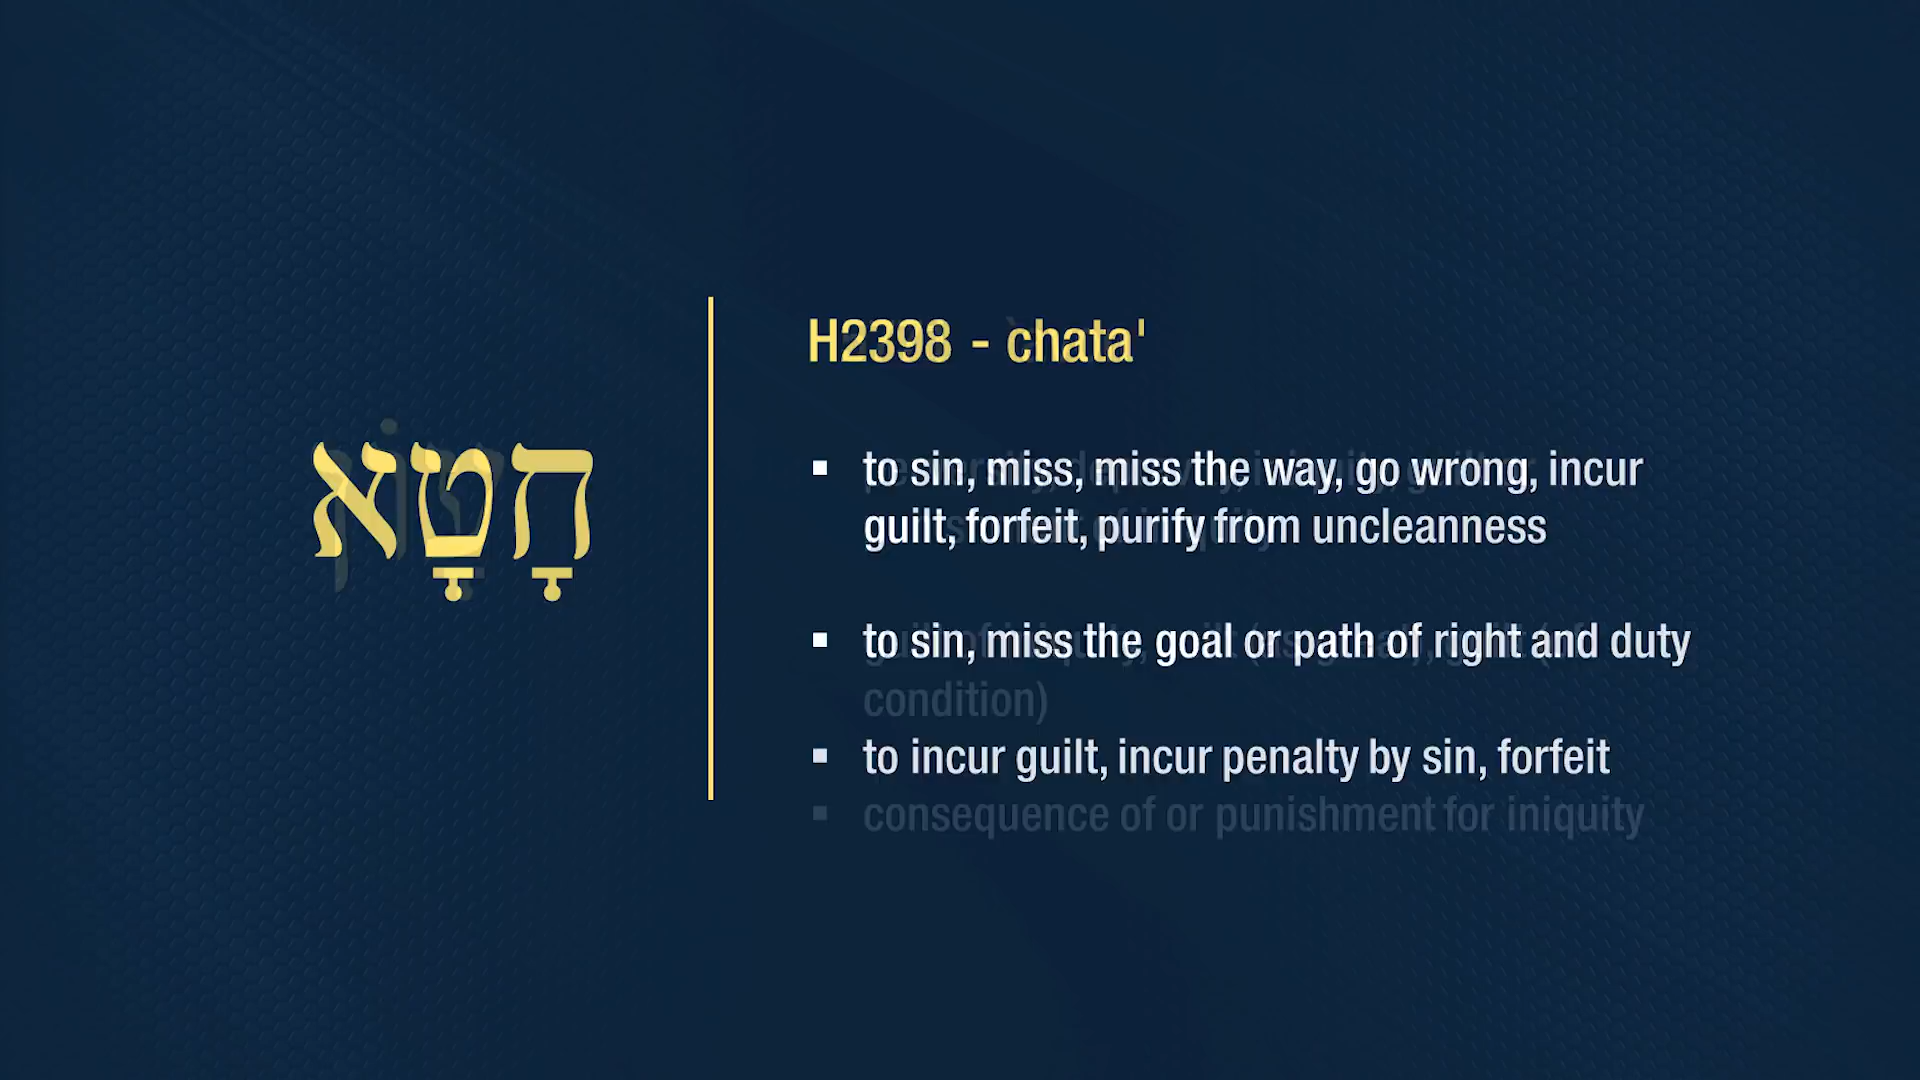 חָטָא
H2398 - chata'
▪ to sin, miss, miss the way, go wrong, incur
guilt, forfeit, purify from uncleanness
▪ to sin, miss the goal or path of right and duty
condition)
▪ to incur guilt, incur penalty by sin, forfeit
▪ consequence of or punishment for iniquity